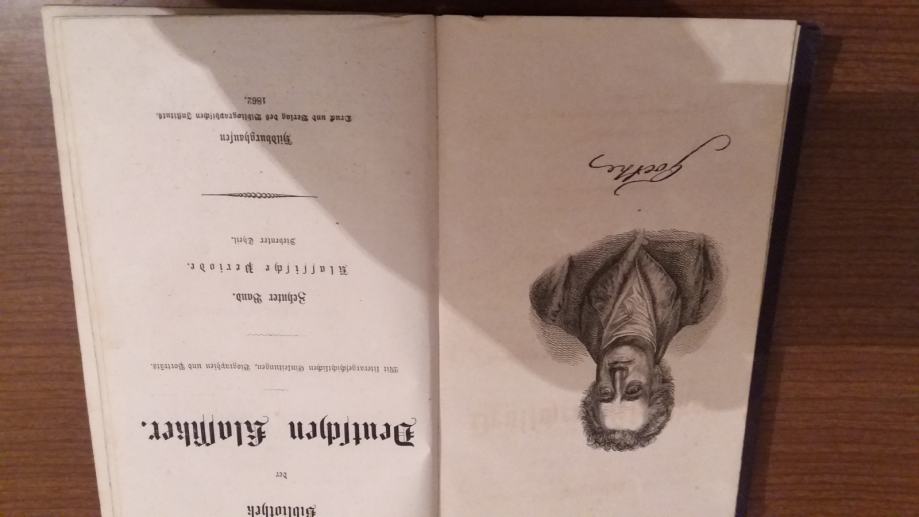 Goethe
Bibliothek
der
Deutschen Klassiker.
Mit literargeschichtlichen Einleitungen, Biographien und Porträts.
Zehnter Band.
Klassische Periode.
Siebenter Theil.
Hildburghausen
Druck und Verlag des Bibliographischen Instituts.
1862.